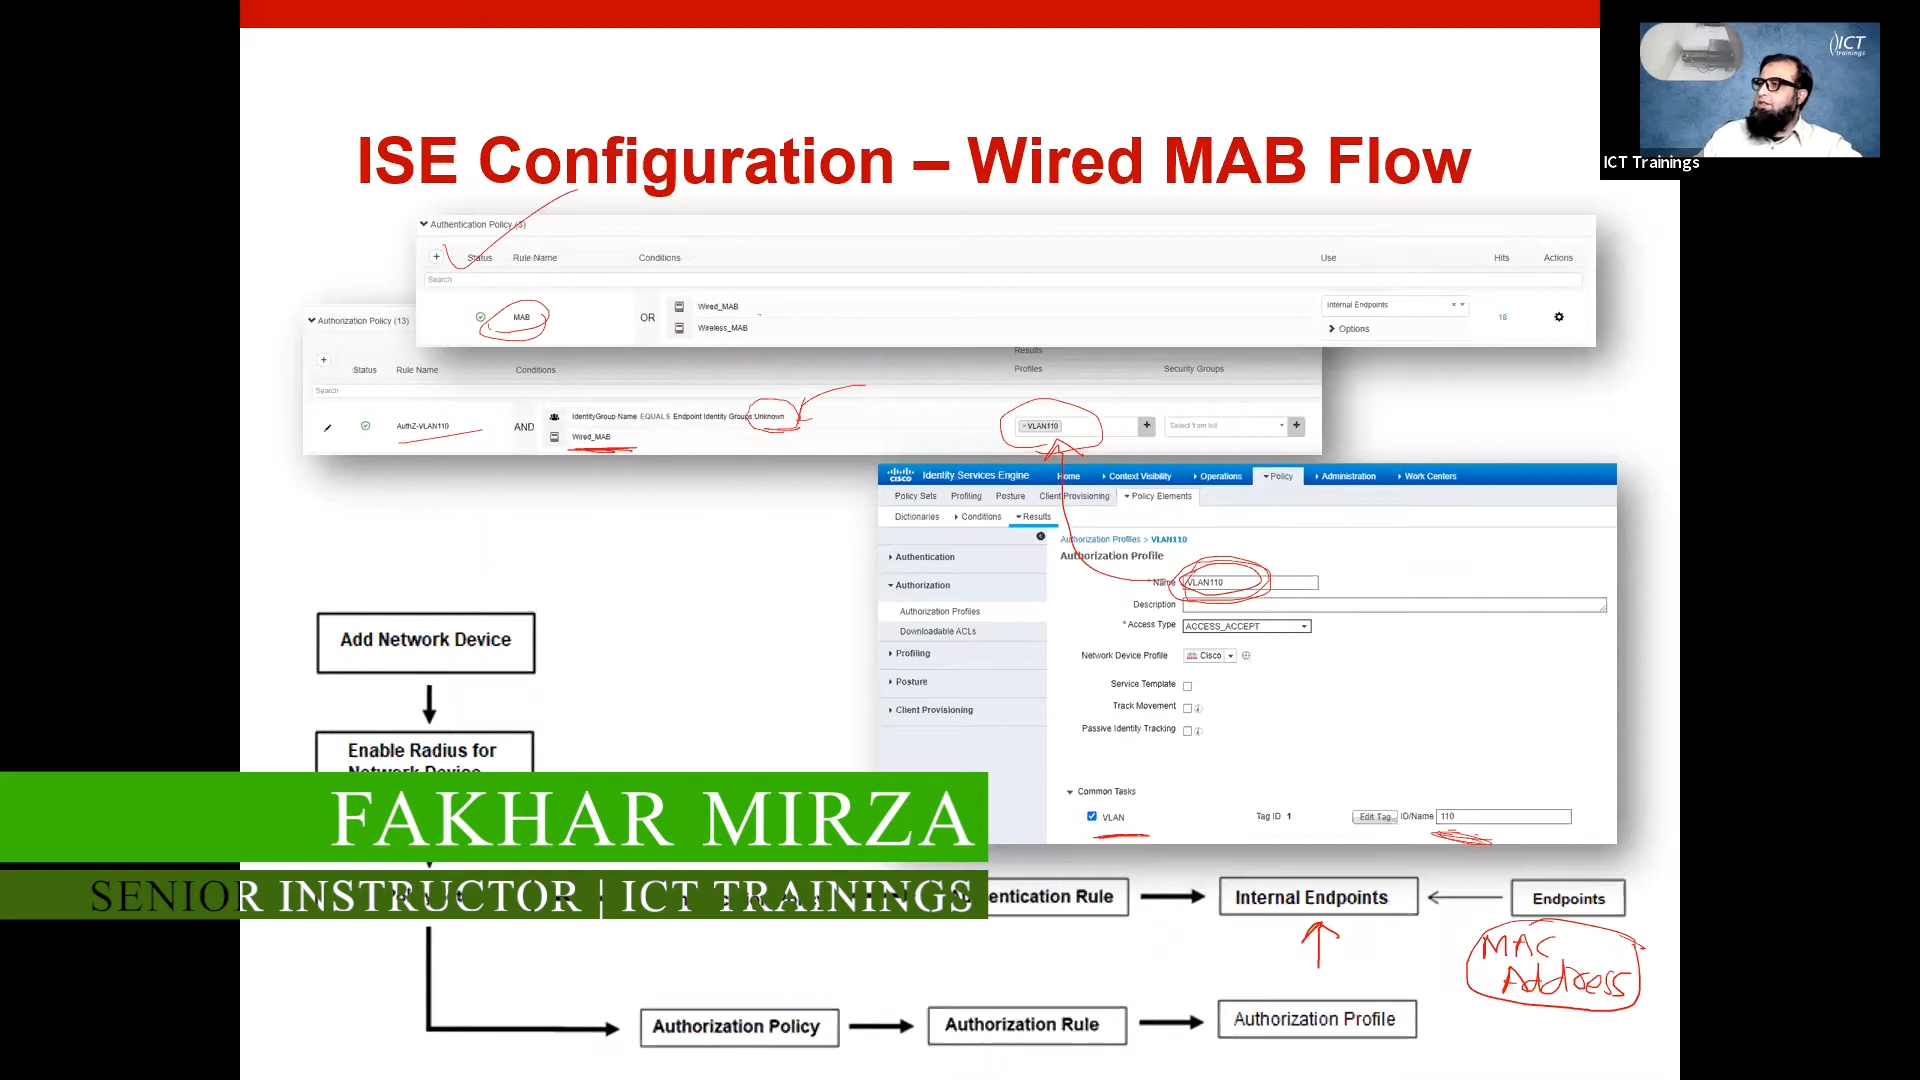 ICT
trainings
ICT Trainings
ISE Configuration – Wired MAB Flow
Authentication Policy (3)
+ Status Rule Name Conditions Use Hits Actions
Search
MAB OR Wired_MAB Internal Endpoints × 18
Wireless_MAB Options
Authorization Policy (13)
Results
+ Status Rule Name Conditions Profiles Security Groups
Search
AuthZ-VLAN110 AND IdentityGroup·Name EQUALS Endpoint Identity Groups:Unknown ×VLAN110 + Select from list +
Wired_MAB
cisco Identity Services Engine Home Context Visibility Operations Policy Administration Work Centers
Policy Sets Profiling Posture Client Provisioning Policy Elements
Dictionaries Conditions Results
Authentication
Authorization
Authorization Profiles
Downloadable ACLs
Profiling
Posture
Client Provisioning
Authorization Profiles > VLAN110
Authorization Profile
* Name VLAN110
Description
* Access Type ACCESS_ACCEPT
Network Device Profile Cisco
Service Template
Track Movement
Passive Identity Tracking
Common Tasks
VLAN Tag ID 1 Edit Tag ID/Name 110
Add Network Device
Enable Radius for
Network Device
FAKHAR MIRZA
SENIOR INSTRUCTOR | ICT TRAININGS
entication Rule
Internal Endpoints
Endpoints
MAC
Address
Authorization Policy
Authorization Rule
Authorization Profile